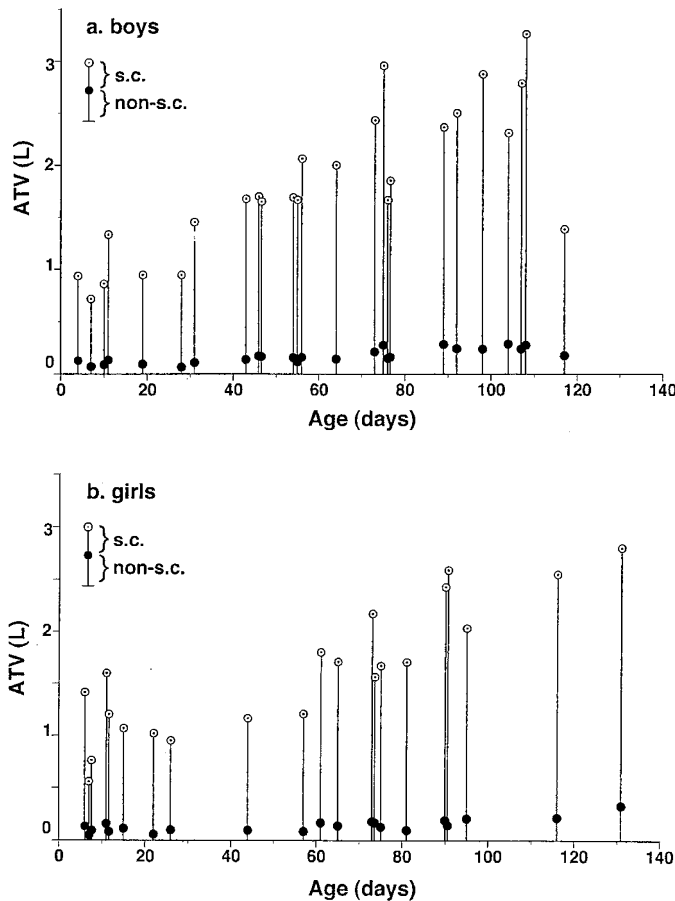 a. boys
s.c.
non-s.c.
3
2
1
0
ATV (L)
0 20 40 60 80 100 120 140
Age (days)
b. girls
s.c.
non-s.c.
3
2
1
0
ATV (L)
0 20 40 60 80 100 120 140
Age (days)